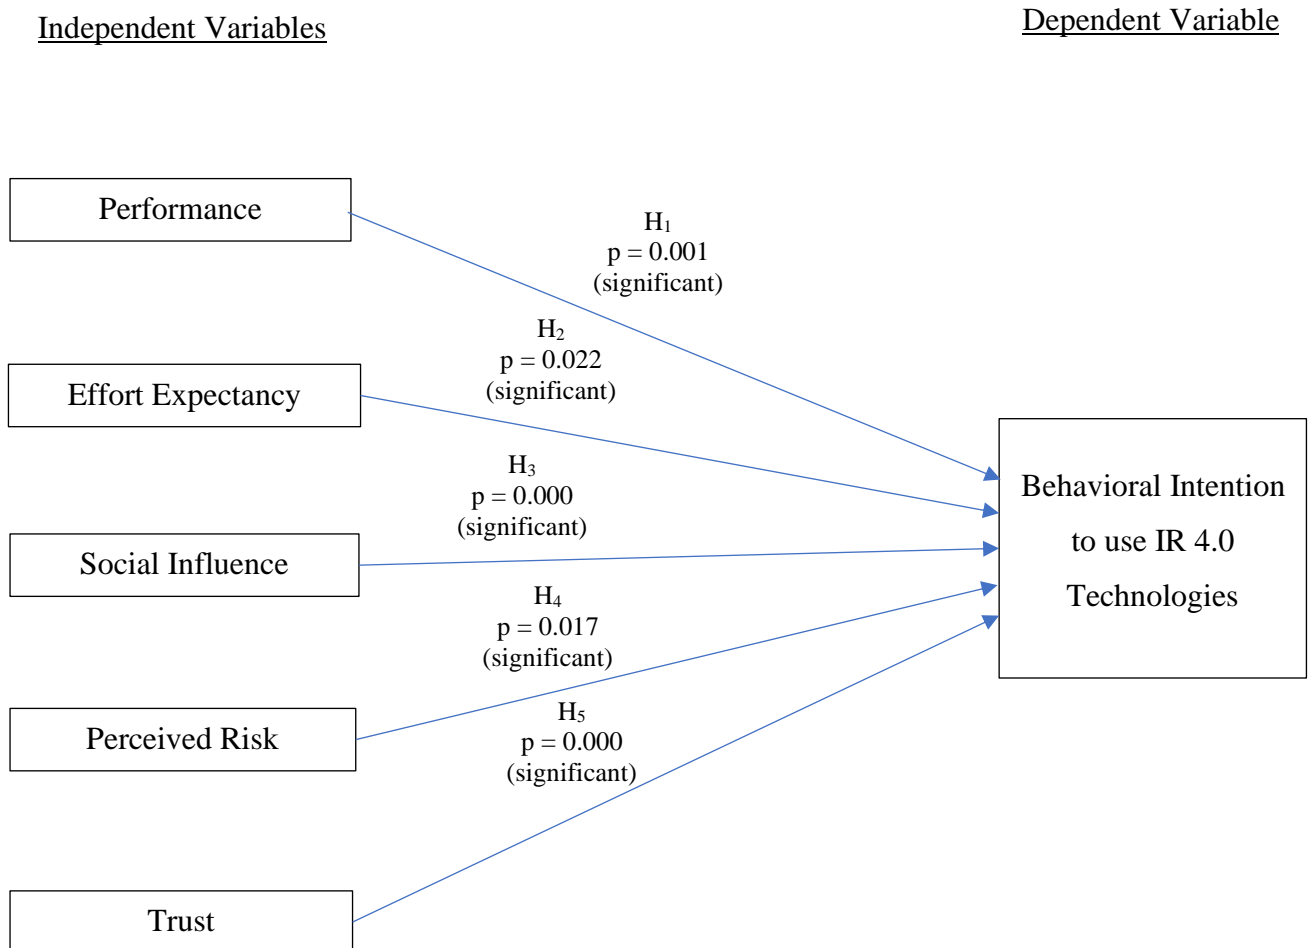 Independent Variables
Dependent Variable
Performance
H₁
p = 0.001
(significant)
H₂
p = 0.022
(significant)
Effort Expectancy
H₃
p = 0.000
(significant)
Social Influence
H₄
p = 0.017
(significant)
Perceived Risk
H₅
p = 0.000
(significant)
Trust
Behavioral Intention
to use IR 4.0
Technologies